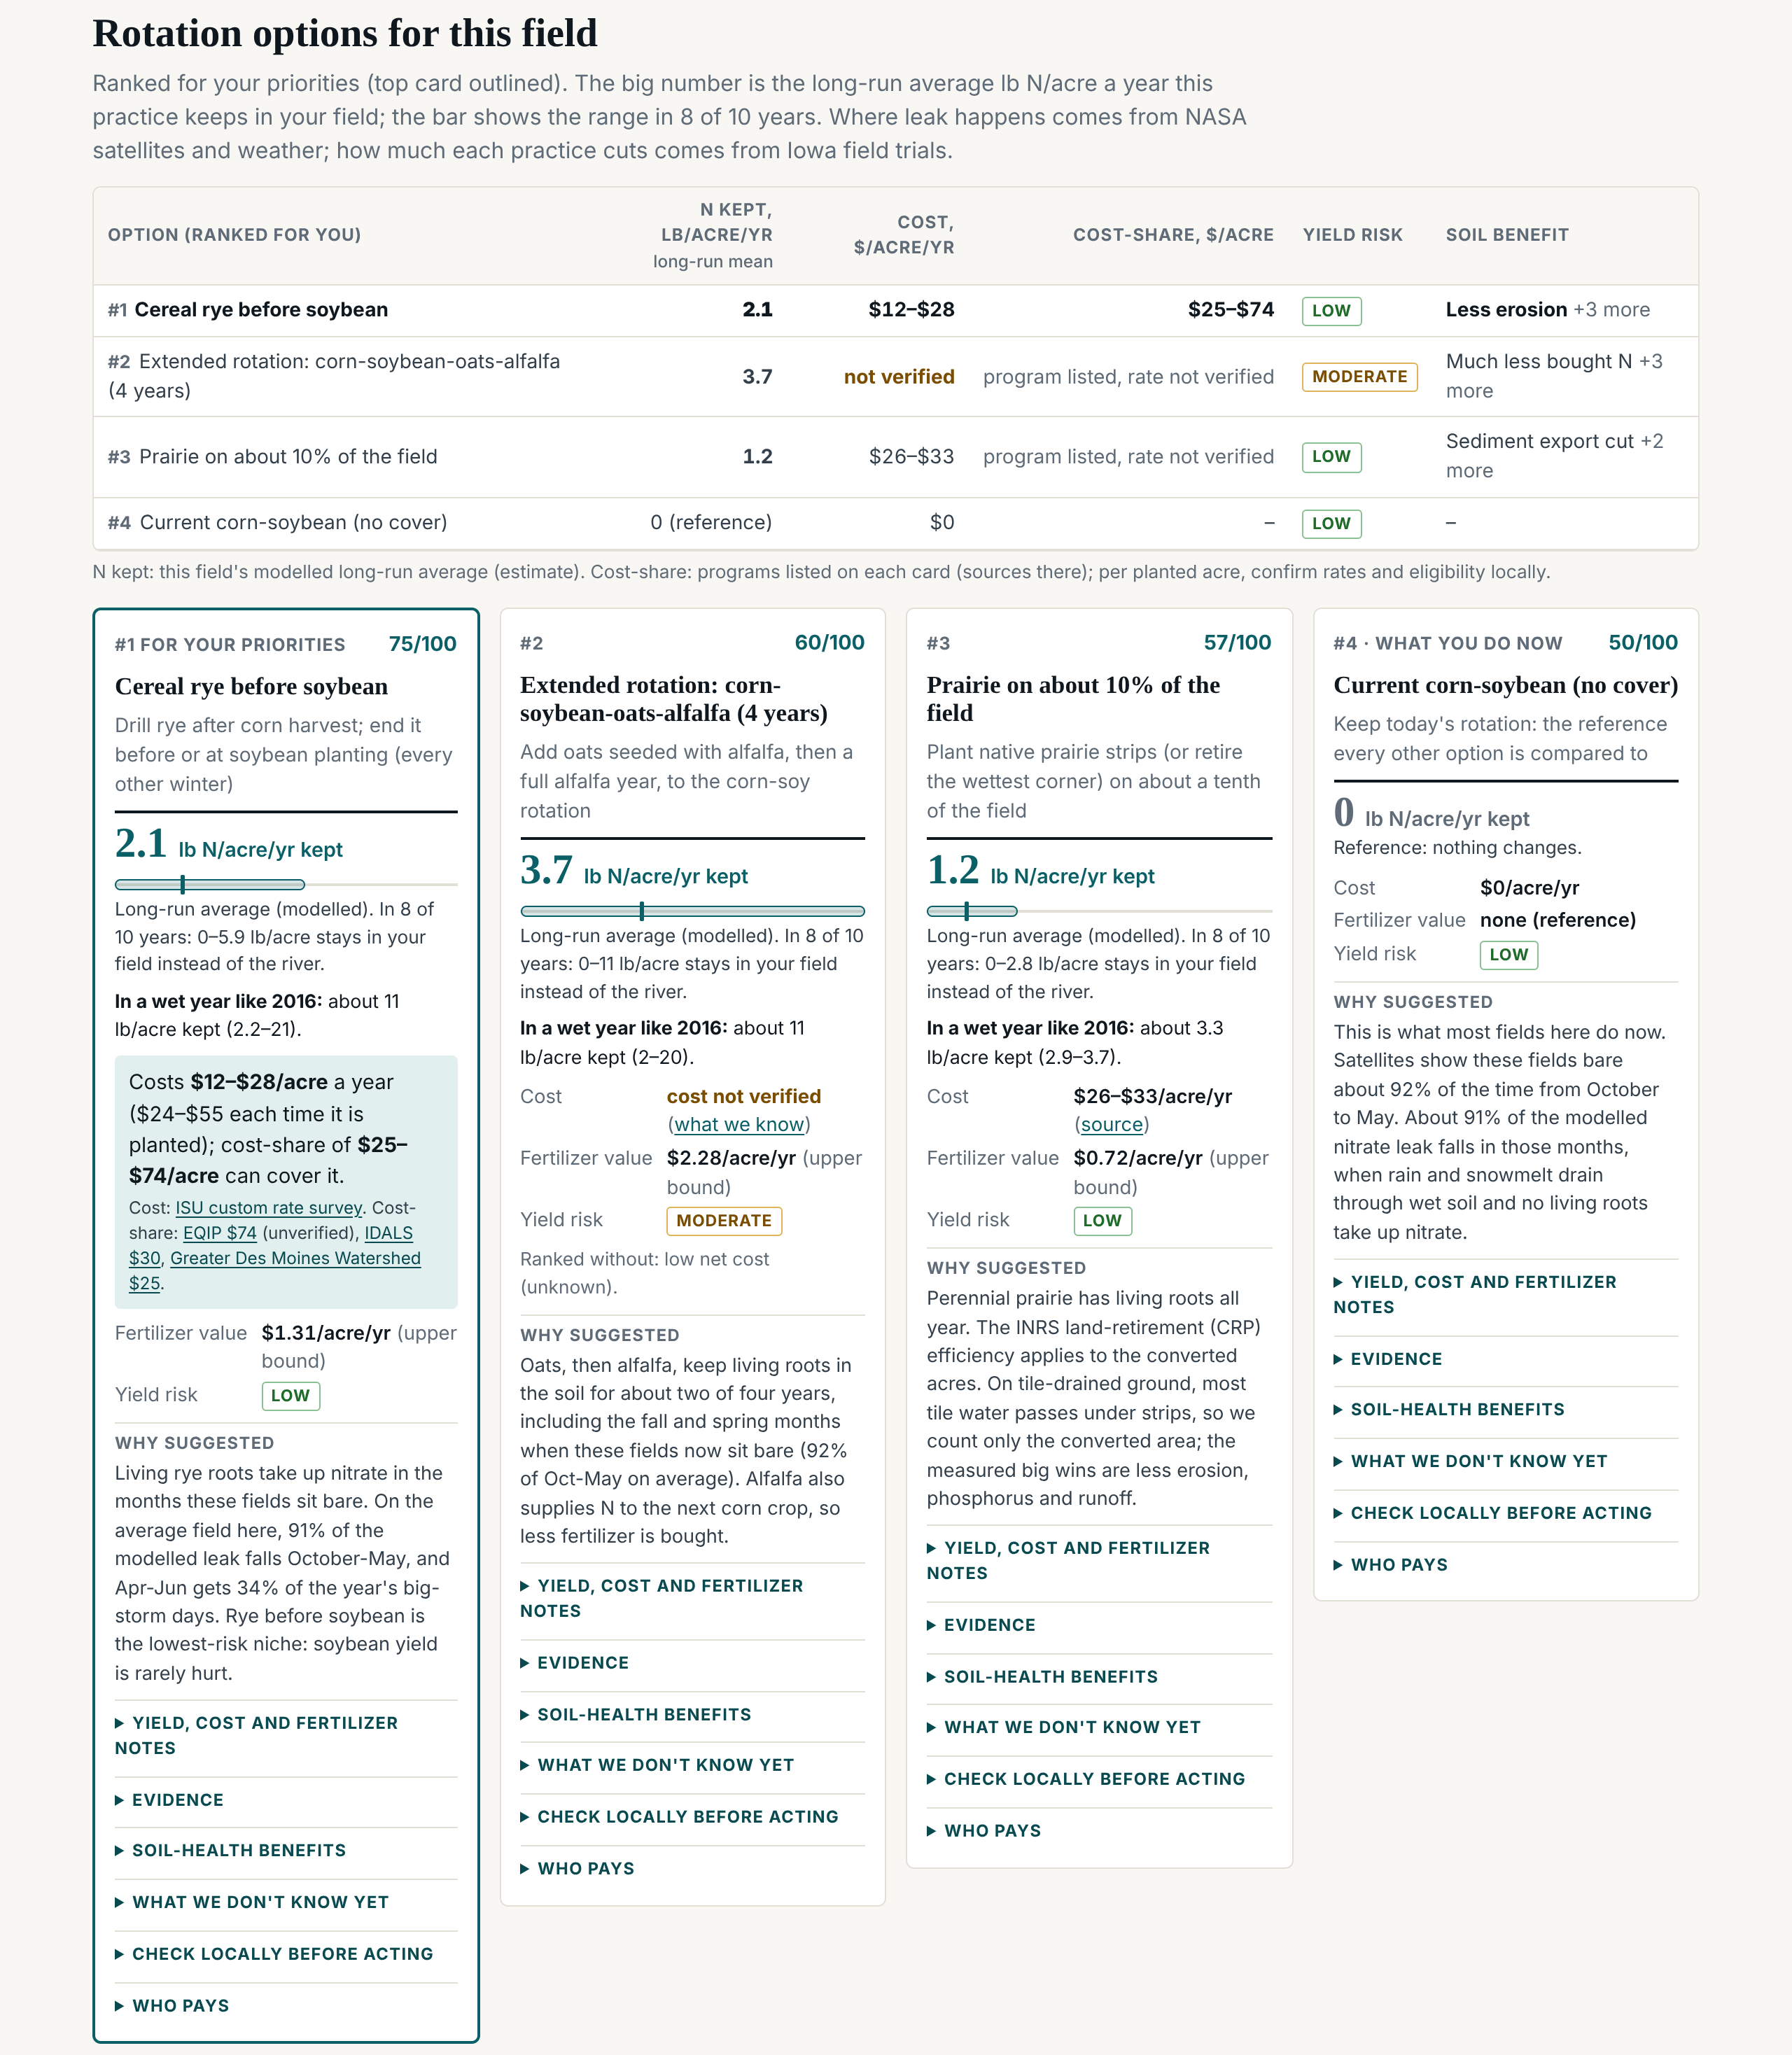 Rotation options for this field
Ranked for your priorities (top card outlined). The big number is the long-run average lb N/acre a year this
practice keeps in your field; the bar shows the range in 8 of 10 years. Where leak happens comes from NASA
satellites and weather; how much each practice cuts comes from Iowa field trials.
OPTION (RANKED FOR YOU)
N KEPT,
LB/ACRE/YR
long-run mean
COST,
$/ACRE/YR
COST-SHARE, $/ACRE
YIELD RISK
SOIL BENEFIT
#1 Cereal rye before soybean
2.1
$12–$28
$25–$74
LOW
Less erosion +3 more
#2 Extended rotation: corn-soybean-oats-alfalfa
(4 years)
3.7
not verified
program listed, rate not verified
MODERATE
Much less bought N +3
more
#3 Prairie on about 10% of the field
1.2
$26–$33
program listed, rate not verified
LOW
Sediment export cut +2
more
#4 Current corn-soybean (no cover)
0 (reference)
$0
–
LOW
–
N kept: this field's modelled long-run average (estimate). Cost-share: programs listed on each card (sources there); per planted acre, confirm rates and eligibility locally.
#1 FOR YOUR PRIORITIES
75/100
Cereal rye before soybean
Drill rye after corn harvest; end it
before or at soybean planting (every
other winter)
2.1 lb N/acre/yr kept
Long-run average (modelled). In 8 of
10 years: 0–5.9 lb/acre stays in your
field instead of the river.
In a wet year like 2016: about 11
lb/acre kept (2.2–21).
Costs $12–$28/acre a year
($24–$55 each time it is
planted); cost-share of $25–
$74/acre can cover it.
Cost: ISU custom rate survey. Cost-
share: EQIP $74 (unverified), IDALS
$30, Greater Des Moines Watershed
$25.
Fertilizer value $1.31/acre/yr (upper
bound)
Yield risk LOW
WHY SUGGESTED
Living rye roots take up nitrate in the
months these fields sit bare. On the
average field here, 91% of the
modelled leak falls October-May, and
Apr-Jun gets 34% of the year's big-
storm days. Rye before soybean is
the lowest-risk niche: soybean yield
is rarely hurt.
▶ YIELD, COST AND FERTILIZER
NOTES
▶ EVIDENCE
▶ SOIL-HEALTH BENEFITS
▶ WHAT WE DON'T KNOW YET
▶ CHECK LOCALLY BEFORE ACTING
▶ WHO PAYS
#2
60/100
Extended rotation: corn-
soybean-oats-alfalfa (4 years)
Add oats seeded with alfalfa, then a
full alfalfa year, to the corn-soy
rotation
3.7 lb N/acre/yr kept
Long-run average (modelled). In 8 of 10
years: 0–11 lb/acre stays in your field
instead of the river.
In a wet year like 2016: about 11
lb/acre kept (2–20).
Cost cost not verified
(what we know)
Fertilizer value $2.28/acre/yr (upper
bound)
Yield risk MODERATE
Ranked without: low net cost
(unknown).
WHY SUGGESTED
Oats, then alfalfa, keep living roots in
the soil for about two of four years,
including the fall and spring months
when these fields now sit bare (92%
of Oct-May on average). Alfalfa also
supplies N to the next corn crop, so
less fertilizer is bought.
▶ YIELD, COST AND FERTILIZER
NOTES
▶ EVIDENCE
▶ SOIL-HEALTH BENEFITS
▶ WHAT WE DON'T KNOW YET
▶ CHECK LOCALLY BEFORE ACTING
▶ WHO PAYS
#3
57/100
Prairie on about 10% of the
field
Plant native prairie strips (or retire
the wettest corner) on about a tenth
of the field
1.2 lb N/acre/yr kept
Long-run average (modelled). In 8 of 10
years: 0–2.8 lb/acre stays in your field
instead of the river.
In a wet year like 2016: about 3.3
lb/acre kept (2.9–3.7).
Cost $26–$33/acre/yr
(source)
Fertilizer value $0.72/acre/yr (upper
bound)
Yield risk LOW
WHY SUGGESTED
Perennial prairie has living roots all
year. The INRS land-retirement (CRP)
efficiency applies to the converted
acres. On tile-drained ground, most
tile water passes under strips, so we
count only the converted area; the
measured big wins are less erosion,
phosphorus and runoff.
▶ YIELD, COST AND FERTILIZER
NOTES
▶ EVIDENCE
▶ SOIL-HEALTH BENEFITS
▶ WHAT WE DON'T KNOW YET
▶ CHECK LOCALLY BEFORE ACTING
▶ WHO PAYS
#4 · WHAT YOU DO NOW
50/100
Current corn-soybean (no cover)
Keep today's rotation: the reference
every other option is compared to
0 lb N/acre/yr kept
Reference: nothing changes.
Cost $0/acre/yr
Fertilizer value none (reference)
Yield risk LOW
WHY SUGGESTED
This is what most fields here do now.
Satellites show these fields bare
about 92% of the time from October
to May. About 91% of the modelled
nitrate leak falls in those months,
when rain and snowmelt drain
through wet soil and no living roots
take up nitrate.
▶ YIELD, COST AND FERTILIZER
NOTES
▶ EVIDENCE
▶ SOIL-HEALTH BENEFITS
▶ WHAT WE DON'T KNOW YET
▶ CHECK LOCALLY BEFORE ACTING
▶ WHO PAYS